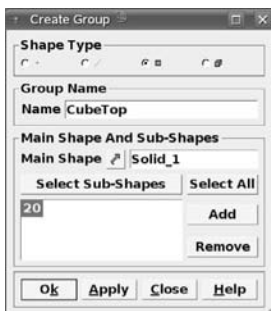 Create Group
Shape Type
Group Name
Name CubeTop
Main Shape And Sub-Shapes
Main Shape Solid_1
Select Sub-Shapes Select All
20
Add
Remove
Ok Apply Close Help